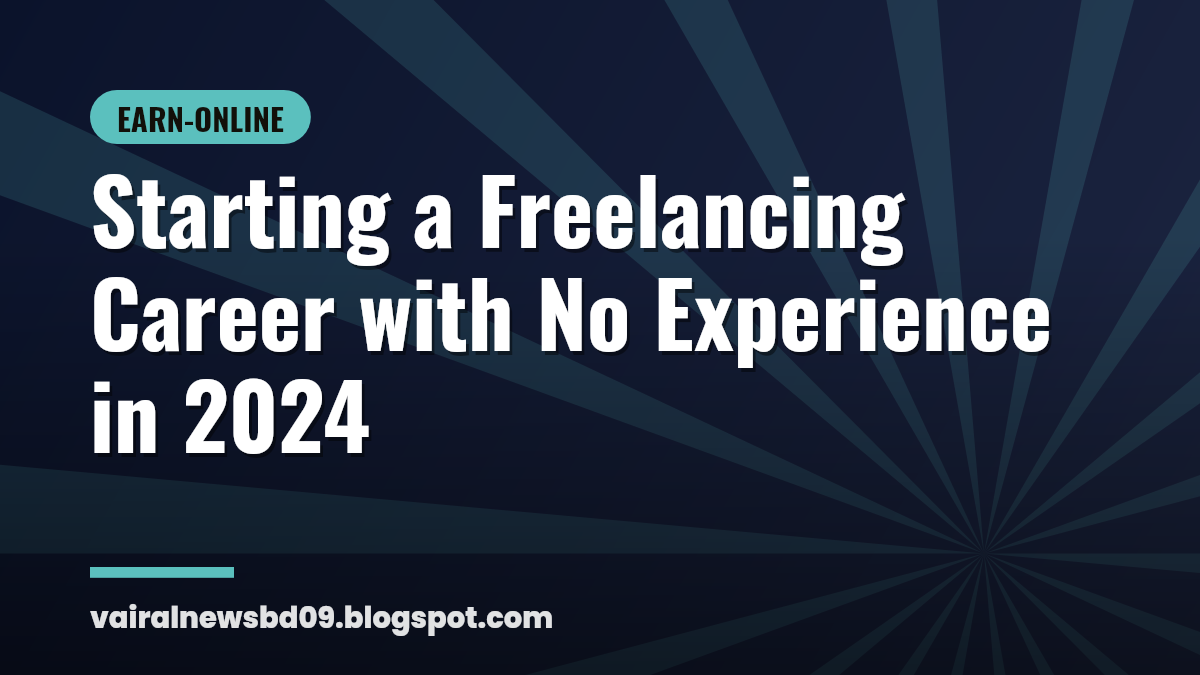 EARN-ONLINE
Starting a Freelancing
Career with No Experience
in 2024
vairalnewsbd09.blogspot.com